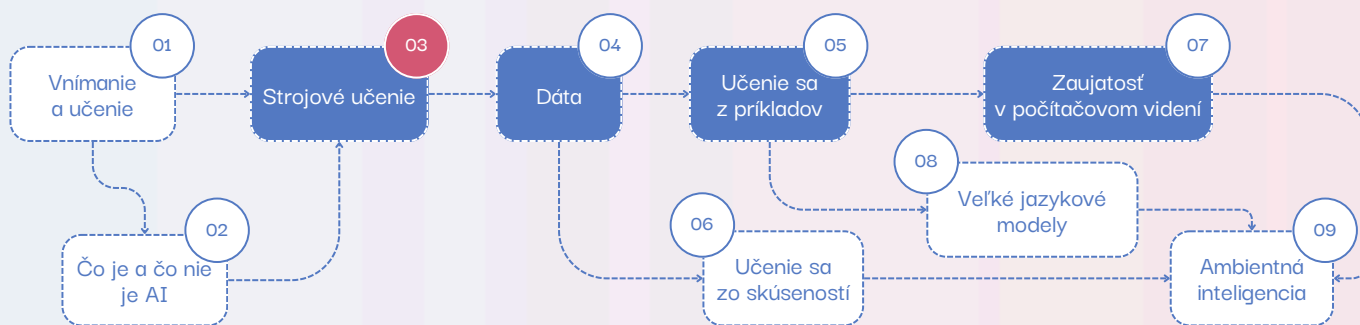 01
Vnímanie
a učenie
02
Čo je a čo nie
je AI
03
Strojové učenie
04
Dáta
05
Učenie sa
z príkladov
06
Učenie sa
zo skúseností
07
Zaujatosť
v počítačovom videní
08
Veľké jazykové
modely
09
Ambientná
inteligencia